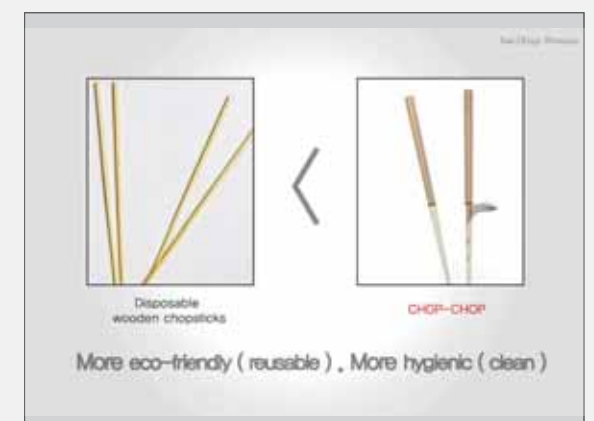 Disposable
wooden chopsticks
CHOP-CHOP
More eco-friendly ( reusable ) , More hygienic ( clean )